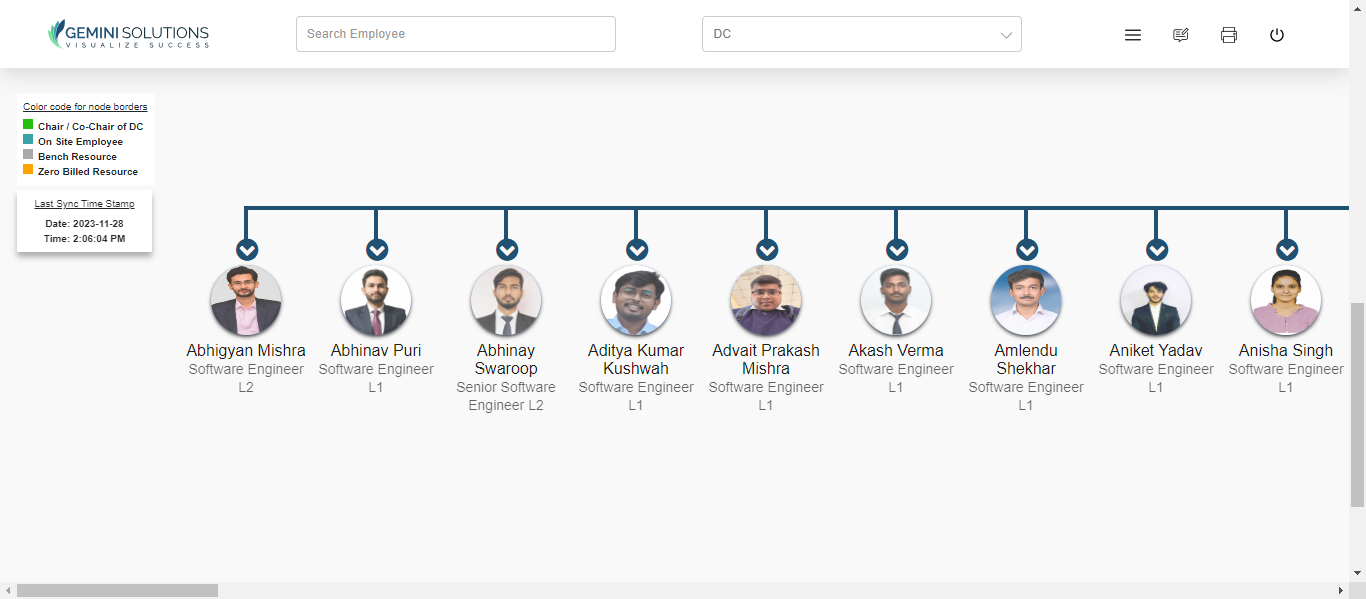 GEMINI SOLUTIONS
VISUALIZE SUCCESS
Search Employee
DC
Color code for node borders
Chair / Co-Chair of DC
On Site Employee
Bench Resource
Zero Billed Resource
Last Sync Time Stamp
Date: 2023-11-28
Time: 2:06:04 PM
Abhigyan Mishra
Software Engineer
L2
Abhinav Puri
Software Engineer
L1
Abhinay
Swaroop
Senior Software
Engineer L2
Aditya Kumar
Kushwah
Software Engineer
L1
Advait Prakash
Mishra
Software Engineer
L1
Akash Verma
Software Engineer
L1
Amlendu
Shekhar
Software Engineer
L1
Aniket Yadav
Software Engineer
L1
Anisha Singh
Software Engineer
L1